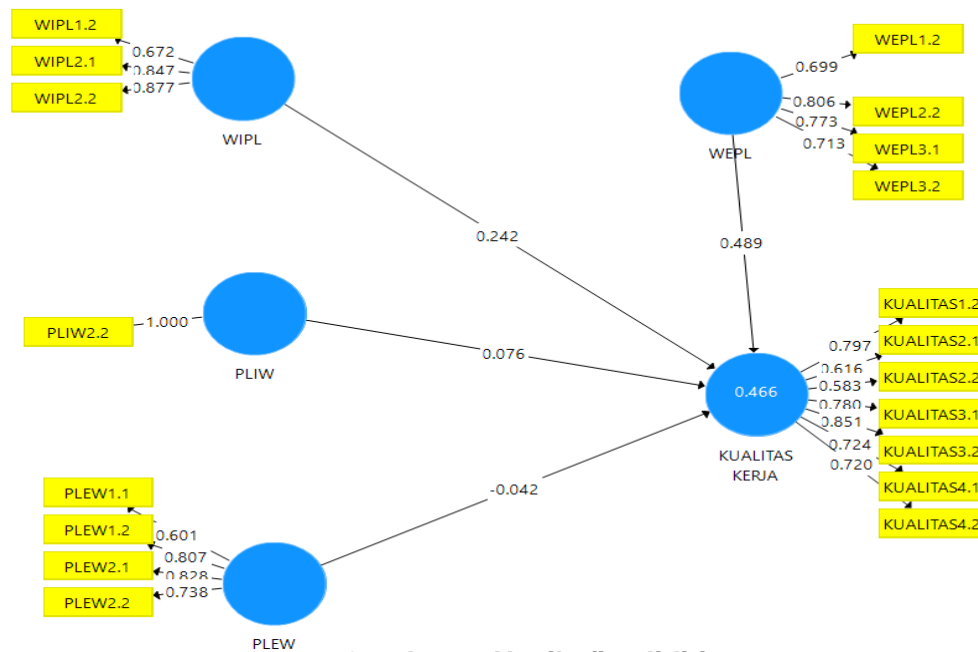 WIPL1.2
WIPL2.1
WIPL2.2
0.672
0.847
0.877
WIPL
WEPL1.2
WEPL2.2
WEPL3.1
WEPL3.2
0.699
0.806
0.773
0.713
WEPL
0.242
0.489
PLIW2.2
1.000
PLIW
0.076
KUALITAS1.2
KUALITAS2.1
KUALITAS2.2
KUALITAS3.1
KUALITAS3.2
KUALITAS4.1
KUALITAS4.2
0.797
0.616
0.583
0.780
0.851
0.724
0.720
0.466
KUALITAS
KERJA
-0.042
PLEW1.1
PLEW1.2
PLEW2.1
PLEW2.2
0.601
0.807
0.828
0.738
PLEW